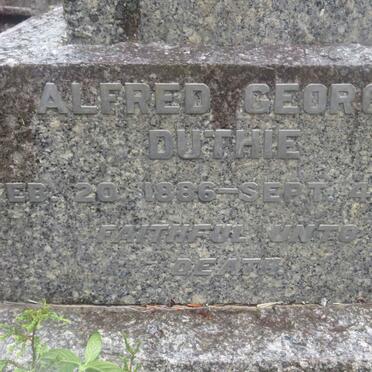 ALFRED GEORG
DUTHIE
EB. 20. 1886–SEPT. 4
FAITHFUL UNTO
DEATH